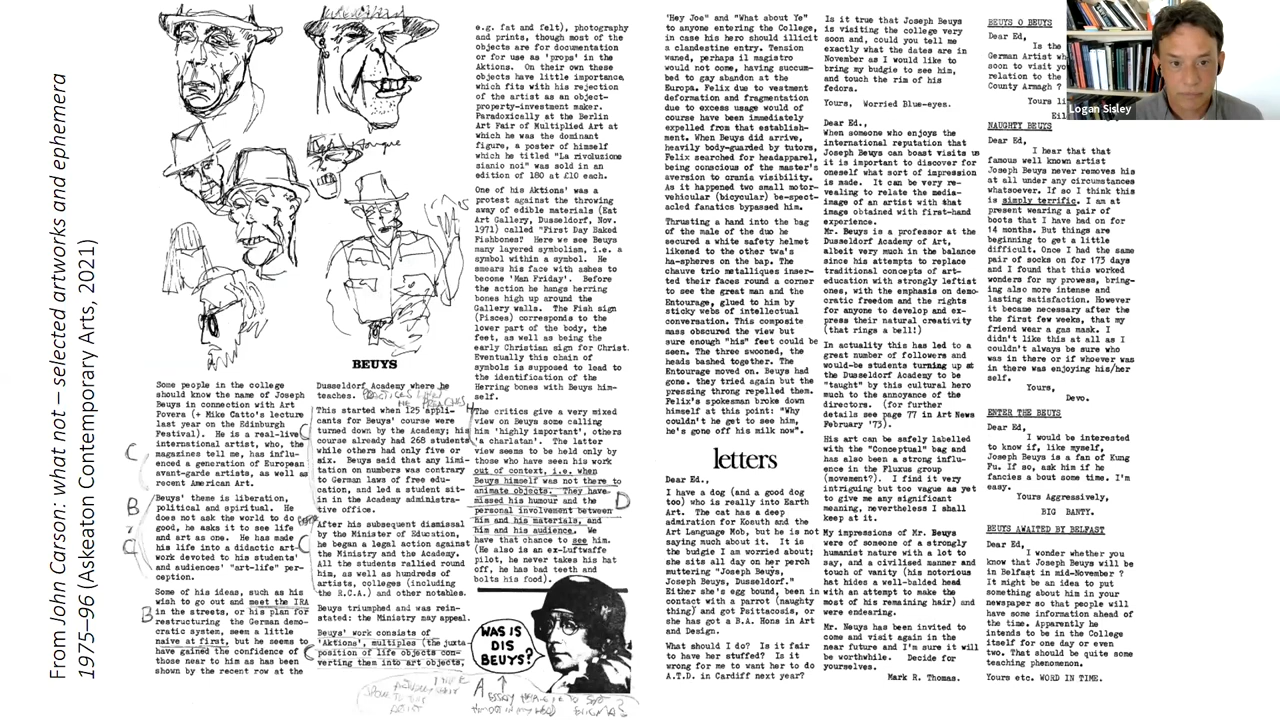 From John Carson: what not – selected artworks and ephemera
1975–96 (Askeaton Contemporary Arts, 2021)
BEUYS
Some people in the college
should know the name of Joseph
Beuys in connection with Art
Povera (+ Mike Catto's lecture
last year on the Edinburgh
Festival). He is a real-live
international artist, who, the
magazines tell me, has influ-
enced a generation of European
avant-garde artists, as well as
recent American Art.
Beuys' theme is liberation,
political and spiritual. He
does not ask the world to do
good, he asks it to see life
and art as one. He has made
his life into a didactic art-
work devoted to his students'
and audiences' "art-life" per-
ception.
Some of his ideas, such as his
wish to go out and meet the IRA
in the streets, or his plan for
restructuring the German demo-
cratic system, seem a little
naive at first, but he seems to
have gained the confidence of
those near to him as has been
shown by the recent row at the
C
B
C
B
Dusseldorf Academy where he
teaches.
This started when 125 appli-
cants for Beuys' course were
turned down by the Academy; his
course already had 268 students
while others had only five or
six. Beuys said that any limi-
tation on numbers was contrary
to German laws of free edu-
cation, and led a student sit-
in in the Academy administra-
tive office.
After his subsequent dismissal
by the Minister of Education,
he began a legal action against
the Ministry and the Academy.
All the students rallied round
him, as well as hundreds of
artists, colleges (including
the R.C.A.) and other notables.
Beuys triumphed and was rein-
stated: the Ministry may appeal.
Beuys' work consists of
'Aktions', multiples (the juxta
position of life objects con-
verting them into art objects,
e.g. fat and felt), photography
and prints, though most of the
objects are for documentation
or for use as 'props' in the
Aktions. On their own these
objects have little importance,
which fits with his rejection
of the artist as an object-
property-investment maker.
Paradoxically at the Berlin
Art Fair of Multiplied Art at
which he was the dominant
figure, a poster of himself
which he titled "La rivolusione
sianio noi" was sold in an
edition of 180 at £10 each.
One of his Aktions' was a
protest against the throwing
away of edible materials (Eat
Art Gallery, Dusseldorf, Nov.
1971) called "First Day Baked
Fishbones? Here we see Beuys
many layered symbolism, i.e. a
symbol within a symbol. He
smears his face with ashes to
become 'Man Friday'. Before
the action he hangs herring
bones high up around the
Gallery walls. The Fish sign
(Pisces) corresponds to the
lower part of the body, the
feet, as well as being the
early Christian sign for Christ.
Eventually this chain of
symbols is supposed to lead to
the identification of the
Herring bones with Beuys him-
self.
The critics give a very mixed
view on Beuys some calling
him 'highly important', others
'a charlatan'. The latter
view seems to be held only by
those who have seen his work
out of context, i.e. when
Beuys himself was not there to
animate objects. They have
missed his humour and the
personal involvement between
him and his materials, and
him and his audience. We
have that chance to see him.
(He also is an ex-Luftwaffe
pilot, he never takes his hat
off, he has bad teeth and
bolts his food).
D
WAS IS
DIS
BEUYS?
A
'Hey Joe" and "What about Ye"
to anyone entering the College,
in case his hero should illicit
a clandestine entry. Tension
waned, perhaps il magistro
would not come, having succum-
bed to gay abandon at the
Europa. Felix due to vestment
deformation and fragmentation
due to excess usage would of
course have been immediately
expelled from that establish-
ment. When Beuys did arrive,
heavily body-guarded by tutors,
Felix searched for headapparel,
being conscious of the master's
aversion to crania visibility.
As it happened two small motor-
vehicular (bicycular) be-spect-
acled fanatics bypassed him.
Thrusting a hand into the bag
of the male of the duo he
secured a white safety helmet
likened to the other twa's
ha-spheres on the bap. The
chauve trio metalliques inser-
ted their faces round a corner
to see the great man and the
Entourage, glued to him by
sticky webs of intellectual
conversation. This composite
mass obscured the view but
sure enough "his" feet could be
seen. The three swooned, the
heads bashed together. The
Entourage moved on. Beuys had
gone. they tried again but the
pressing throng repelled them.
Felix's spokesman broke down
himself at this point: "Why
couldn't he get to see him,
he's gone off his milk now".
letters
Dear Ed.,
I have a dog (and a good dog
too) who is really into Earth
Art. The cat has a deep
admiration for Kosuth and the
Art Language Mob, but he is not
saying much about it. It is
the budgie I am worried about;
she sits all day on her perch
muttering "Joseph Beuys,
Joseph Beuys, Dusseldorf."
Either she's egg bound, been in
contact with a parrot (naughty
thing) and got Psittacosis, or
she has got a B.A. Hons in Art
and Design.
What should I do? Is it fair
to have her stuffed? Is it
wrong for me to want her to do
A.T.D. in Cardiff next year?
Is it true that Joseph Beuys
is visiting the college very
soon and, could you tell me
exactly what the dates are in
November as I would like to
bring my budgie to see him,
and touch the rim of his
fedora.
Yours, Worried Blue-eyes.
Dear Ed.,
When someone who enjoys the
international reputation that
Joseph Beuys can boast visits us
it is important to discover for
oneself what sort of impression
is made. It can be very re-
vealing to relate the media-
image of an artist with that
image obtained with first-hand
experience.
Mr. Beuys is a professor at the
Dusseldorf Academy of Art,
albeit very much in the balance
since his attempts to replace
traditional concepts of art-
education with strongly leftist
ones, with the emphasis on demo-
cratic freedom and the rights
for anyone to develop and ex-
press their natural creativity
(that rings a bell!)
In actuality this has led to a
great number of followers and
would-be students turning up at
the Dusseldorf Academy to be
"taught" by this cultural hero
much to the annoyance of the
directors. (for further
details see page 77 in Art News
February '73).
His art can be safely labelled
with the "Conceptual" bag and
has also been a strong influ-
ence in the Fluxus group
(movement?). I find it very
intriguing but too vague as yet
to give me any significant
meaning, nevertheless I shall
keep at it.
My impressions of Mr. Beuys
were of someone of a strongly
humanist nature with a lot to
say, and a civilised manner and
touch of vanity (his notorious
hat hides a well-balded head
with an attempt to make the
most of his remaining hair) and
were endearing.
Mr. Neuys has been invited to
come and visit again in the
near future and I'm sure it will
be worthwhile. Decide for
yourselves.
Mark R. Thomas.
BEUYS O BEUYS
Dear Ed,
Is the
German Artist wh
soon to visit yo
relation to the
County Armagh ?
Yours li
Eil
NAUGHTY BEUYS
Dear Ed,
I hear that that
famous well known artist
Joseph Beuys never removes his
at all under any circumstances
whatsoever. If so I think this
is simply terrific. I am at
present wearing a pair of
boots that I have had on for
14 months. But things are
beginning to get a little
difficult. Once I had the same
pair of socks on for 173 days
and I found that this worked
wonders for my prowess, bring-
ing also more intense and
lasting satisfaction. However
it became necessary after the
the first few weeks, that my
friend wear a gas mask. I
didn't like this at all as I
couldn't always be sure who
was in there or if whoever was
in there was enjoying his/her
self.
Yours,
Devo.
ENTER THE BEUYS
Dear Ed,
I would be interested
to know if, like myself,
Joseph Beuys is a fan of Kung
Fu. If so, ask him if he
fancies a bout some time. I'm
easy.
Yours Aggressively,
BIG BANTY.
BEUYS AWAITED BY BELFAST
Dear Ed,
I wonder whether you
know that Joseph Beuys will be
in Belfast in mid-November ?
It might be an idea to put
something about him in your
newspaper so that people will
have some information ahead of
the time. Apparently he
intends to be in the College
itself for one day or even
two. That should be quite some
teaching phenomenon.
Yours etc. WORD IN TIME.
Logan Sisley